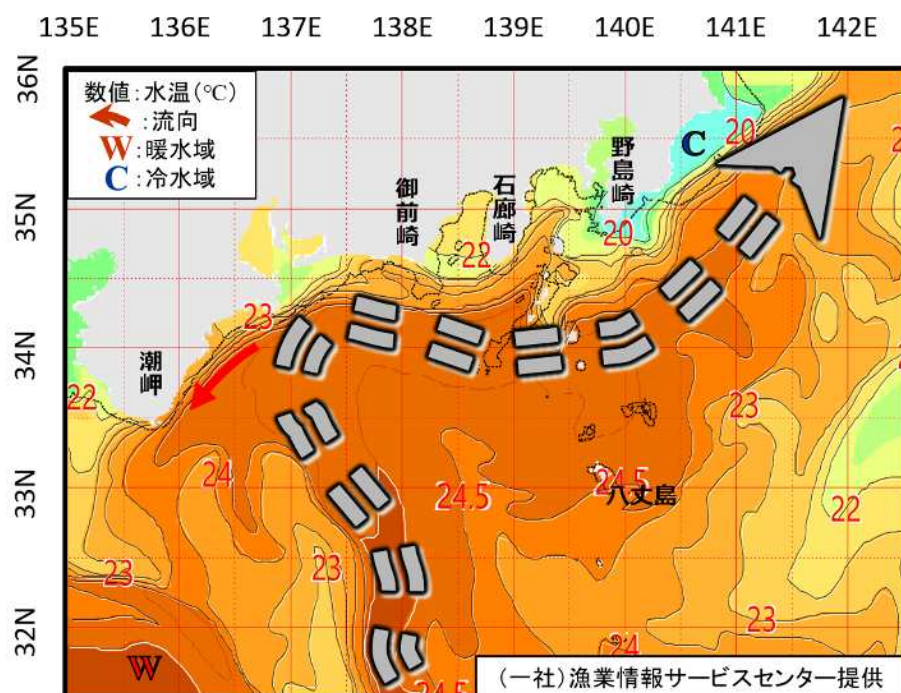 135E 136E 137E 138E 139E 140E 141E 142E
36N
数値:水温(℃)
:流向
W:暖水域
C:冷水域
C
20
野島崎
石廊崎
御前崎
35N
22
20
23
34N
潮岬
22
23
24
24.5
24.5
八丈島
33N
22
23
23
32N
23
24
W
24.5
(一社)漁業情報サービスセンター提供